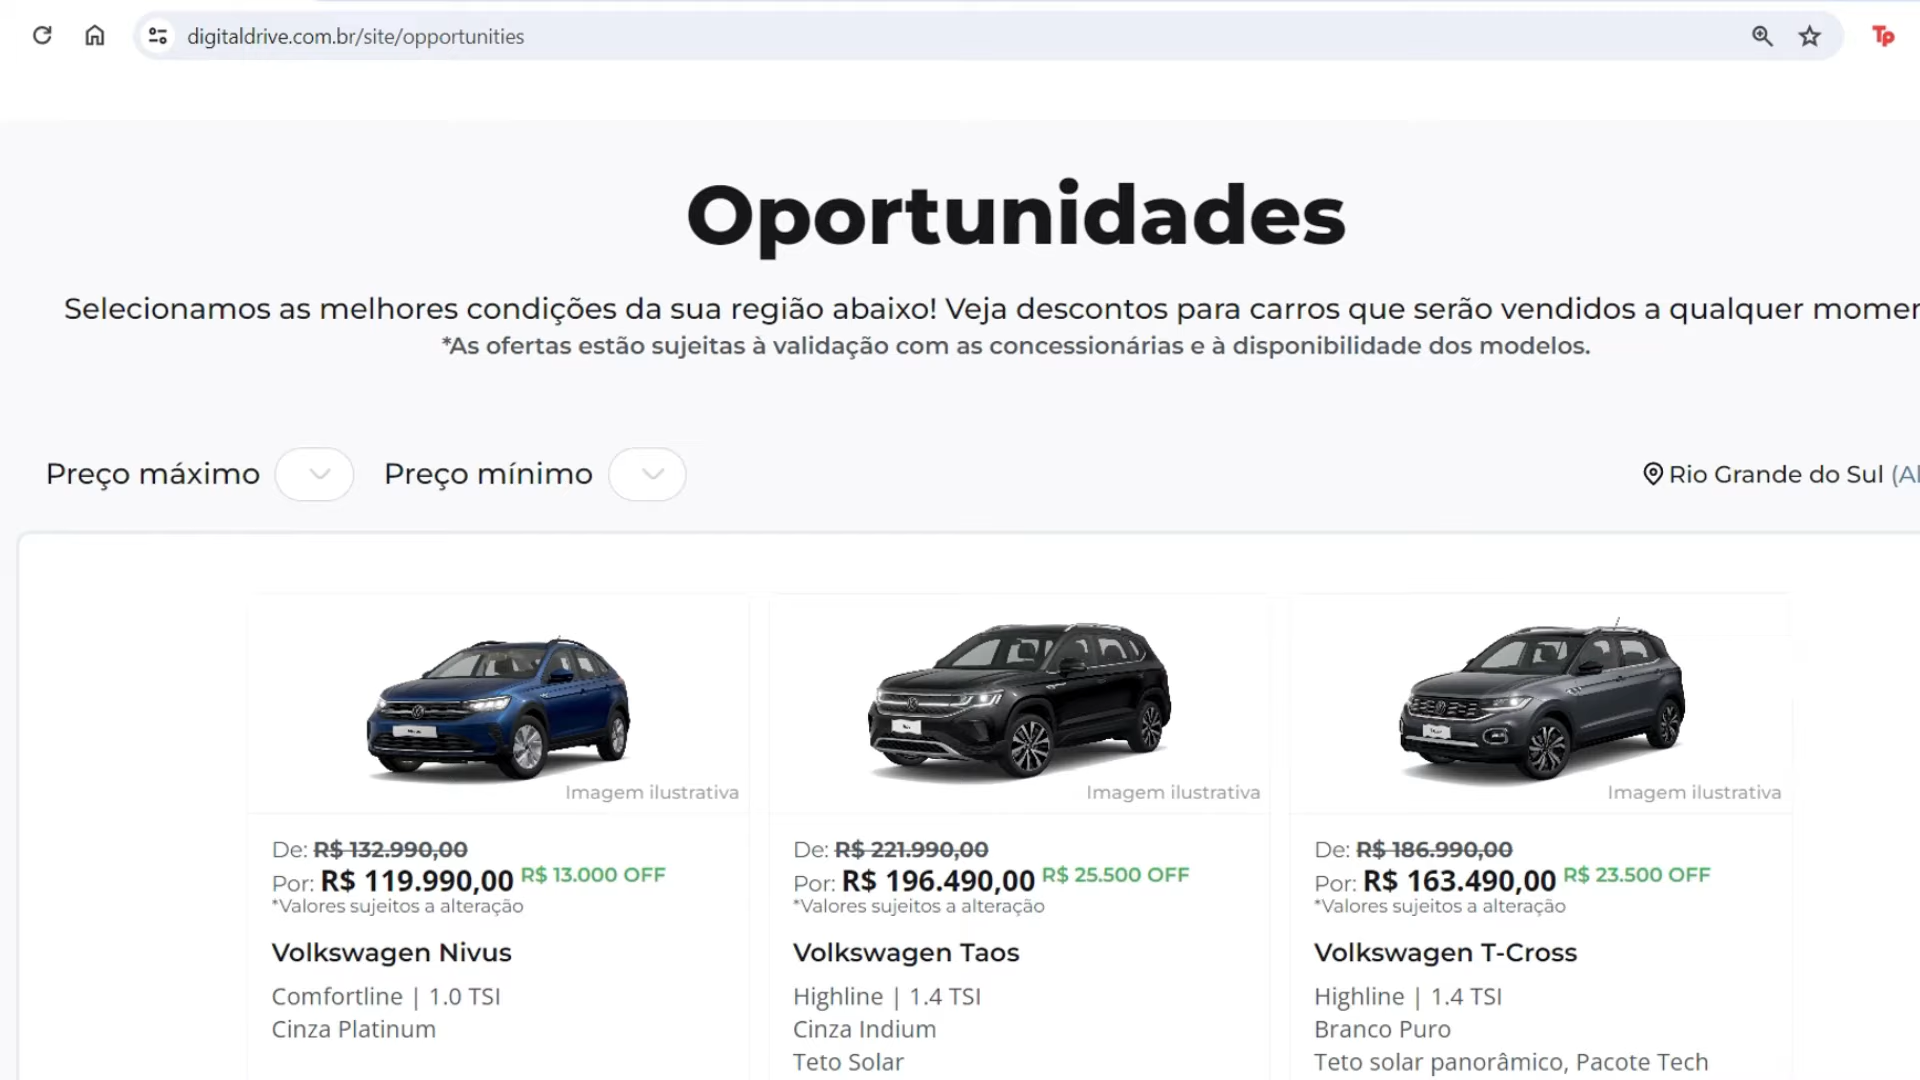 digitaldrive.com.br/site/opportunities
Tp
Oportunidades
Selecionamos as melhores condições da sua região abaixo! Veja descontos para carros que serão vendidos a qualquer momen
*As ofertas estão sujeitas à validação com as concessionárias e à disponibilidade dos modelos.
Preço máximo
Preço mínimo
Rio Grande do Sul (Al
Imagem ilustrativa
De: R$ 132.990,00
Por: R$ 119.990,00 R$ 13.000 OFF
*Valores sujeitos a alteração
Volkswagen Nivus
Comfortline | 1.0 TSI
Cinza Platinum
Imagem ilustrativa
De: R$ 221.990,00
Por: R$ 196.490,00 R$ 25.500 OFF
*Valores sujeitos a alteração
Volkswagen Taos
Highline | 1.4 TSI
Cinza Indium
Teto Solar
Imagem ilustrativa
De: R$ 186.990,00
Por: R$ 163.490,00 R$ 23.500 OFF
*Valores sujeitos a alteração
Volkswagen T-Cross
Highline | 1.4 TSI
Branco Puro
Teto solar panorâmico, Pacote Tech